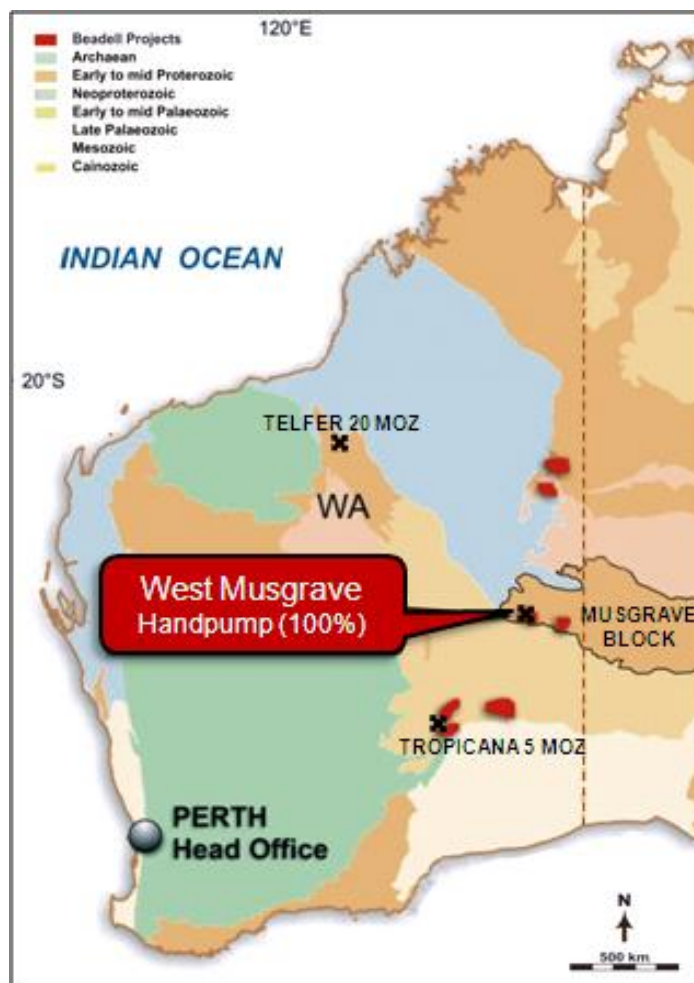 120°E
Beadell Projects
Archaean
Early to mid Proterozoic
Neoproterozoic
Early to mid Palaeozoic
Late Palaeozoic
Mesozoic
Cainozoic
INDIAN OCEAN
20°S
TELFER 20 MOZ
WA
West Musgrave
Handpump (100%)
MUSGRAVE
BLOCK
TROPICANA 5 MOZ
PERTH
Head Office
N
500 km